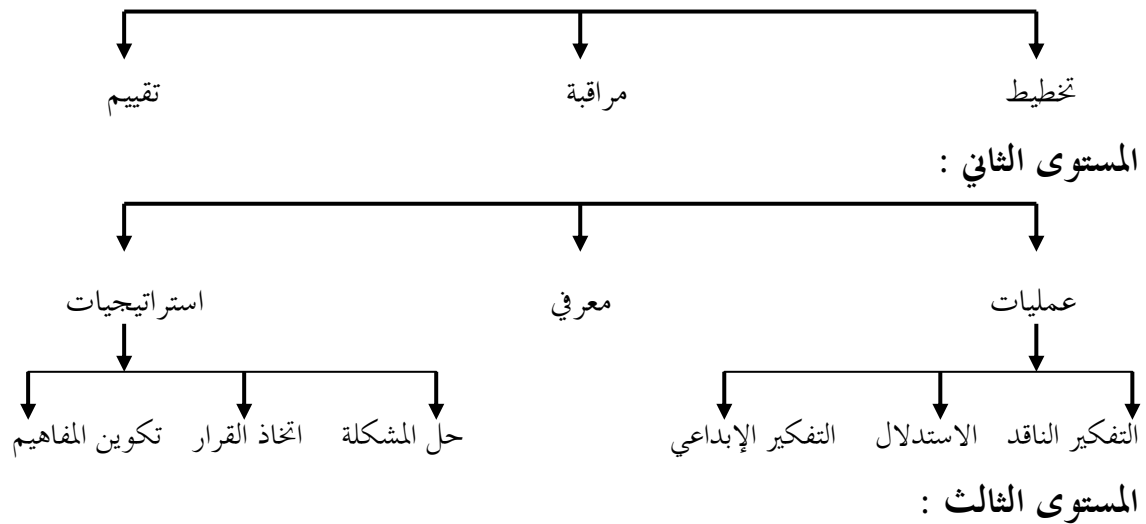 تخطيط مراقبة تقييم
المستوى الثاني :
عمليات معرفي استراتيجيات
التفكير الناقد الاستدلال التفكير الإبداعي حل المشكلة اتخاذ القرار تكوين المفاهيم
المستوى الثالث :